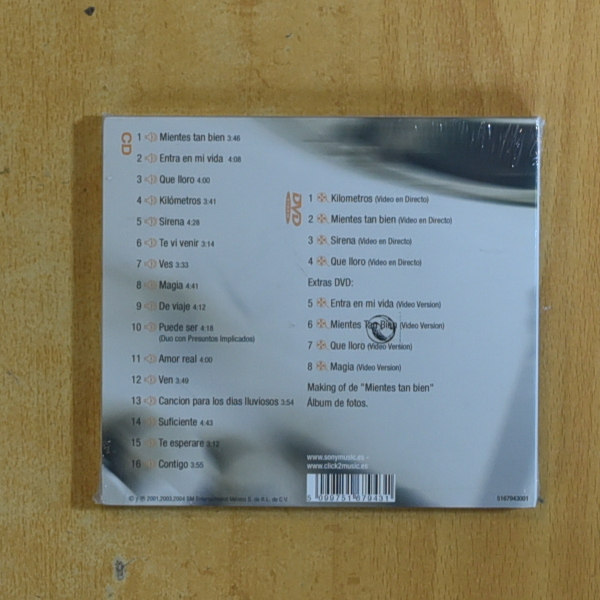 CD
1 Mientes tan bien 3:46
2 Entra en mi vida 4:08
3 Que lloro 4:00
4 Kilómetros 3:41
5 Sirena 4:28
6 Te vi venir 3:14
7 Ves 3:33
8 Magia 4:41
9 De viaje 4:12
10 Puede ser 4:18
(Duo con Presuntos Implicados)
11 Amor real 4:00
12 Ven 3:49
13 Cancion para los dias lluviosos 3:54
14 Suficiente 4:43
15 Te esperare 3:12
16 Contigo 3:55
DVD
1 Kilometros (Video en Directo)
2 Mientes tan bien (Video en Directo)
3 Sirena (Video en Directo)
4 Que lloro (Video en Directo)
Extras DVD:
5 Entra en mi vida (Video Version)
6 Mientes Tan Bien (Video Version)
7 Que lloro (Video Version)
8 Magia (Video Version)
Making of de "Mientes tan bien"
Álbum de fotos.
www.sonymusic.es -
www.click2music.es
5 099751 679431
5167943001